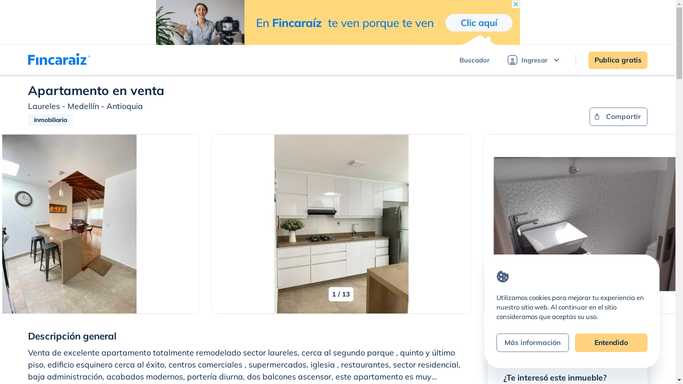 En Fincaraíz te ven porque te ven
Clic aquí
Fincaraiz
Buscador
Ingresar
Publica gratis
Apartamento en venta
Laureles - Medellín - Antioquia
Inmobiliaria
Compartir
1 / 13
Utilizamos cookies para mejorar tu experiencia en
nuestro sitio web. Al continuar en el sitio
consideramos que aceptas su uso.
Más información
Entendido
Descripción general
Venta de excelente apartamento totalmente remodelado sector laureles, cerca al segundo parque , quinto y último
piso, edificio esquinero cerca al éxito, centros comerciales , supermercados, iglesia , restaurantes, sector residencial,
baja administración, acabados modernos, portería diurna, dos balcones ascensor, este apartamento es muy...
¿Te interesó este inmueble?